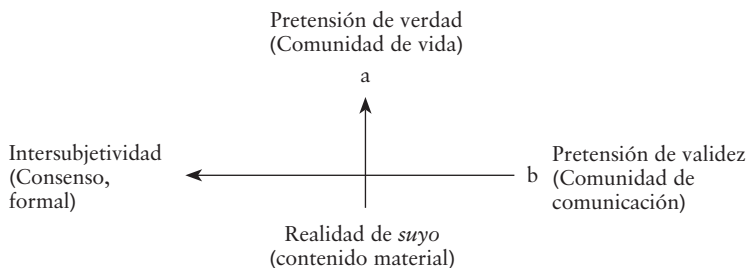 Pretensión de verdad
(Comunidad de vida)
a
Intersubjetividad
(Consenso,
formal)
b
Pretensión de validez
(Comunidad de
comunicación)
Realidad de suyo
(contenido material)